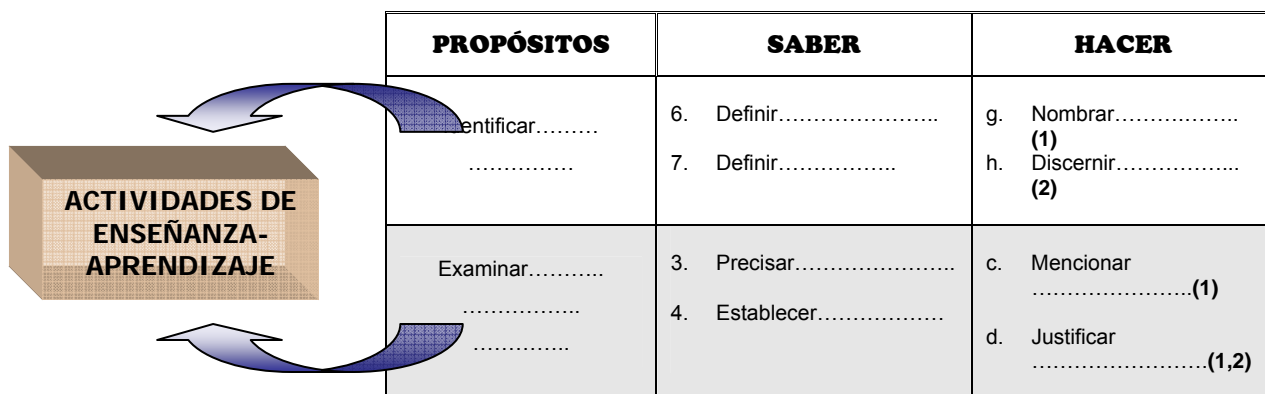 PROPÓSITOS SABER HACER
ACTIVIDADES DE
ENSEÑANZA-
APRENDIZAJE
entificar………
……………
6. Definir…………………..
7. Definir……………..
g. Nombrar……………..
(1)
h. Discernir……………...
(2)
Examinar………..
……………..
…………..
3. Precisar…………………..
4. Establecer………………
c. Mencionar
………………….(1)
d. Justificar
…………………….(1,2)